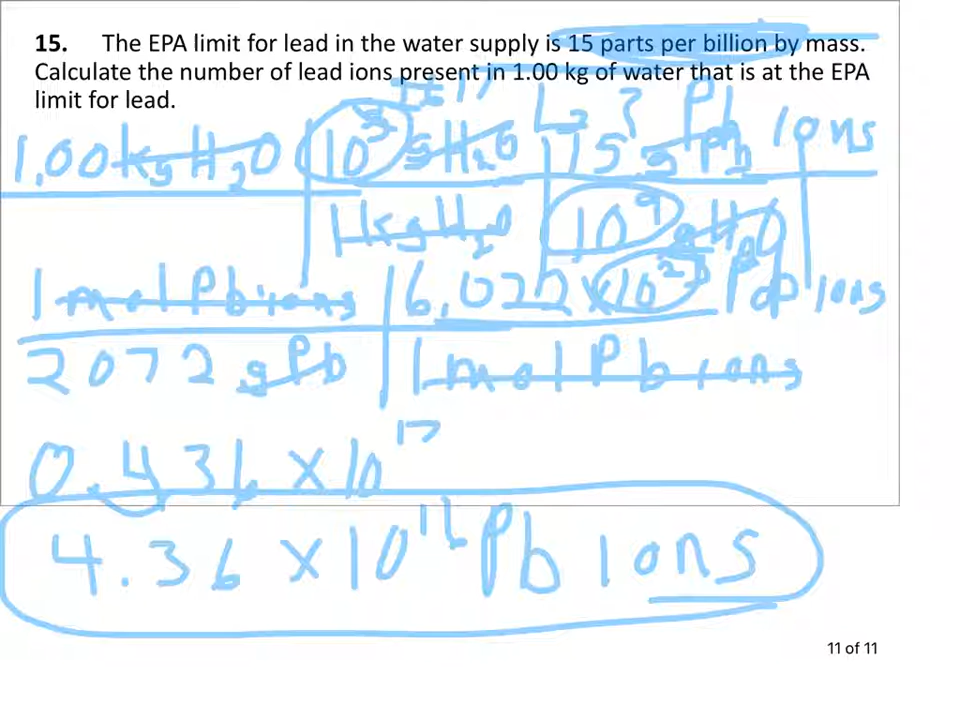 15. The EPA limit for lead in the water supply is 15 parts per billion by mass.
Calculate the number of lead ions present in 1.00 kg of water that is at the EPA
limit for lead.
IE17 L ? Pb ions
1.00 kg H2O 10^3 g H2O 15 g Pb
1 kg H2O 10^9 g H2O
1 mol Pb ions 6.022 x 10^23 Pb ions
207.2 g Pb 1 mol Pb ions
0.436 x 10^17
4.36 x 10^16 Pb ions
11 of 11